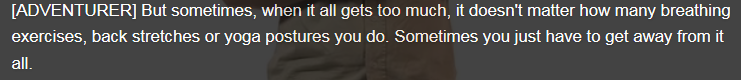 [ADVENTURER] But sometimes, when it all gets too much, it doesn't matter how many breathing
exercises, back stretches or yoga postures you do. Sometimes you just have to get away from it
all.